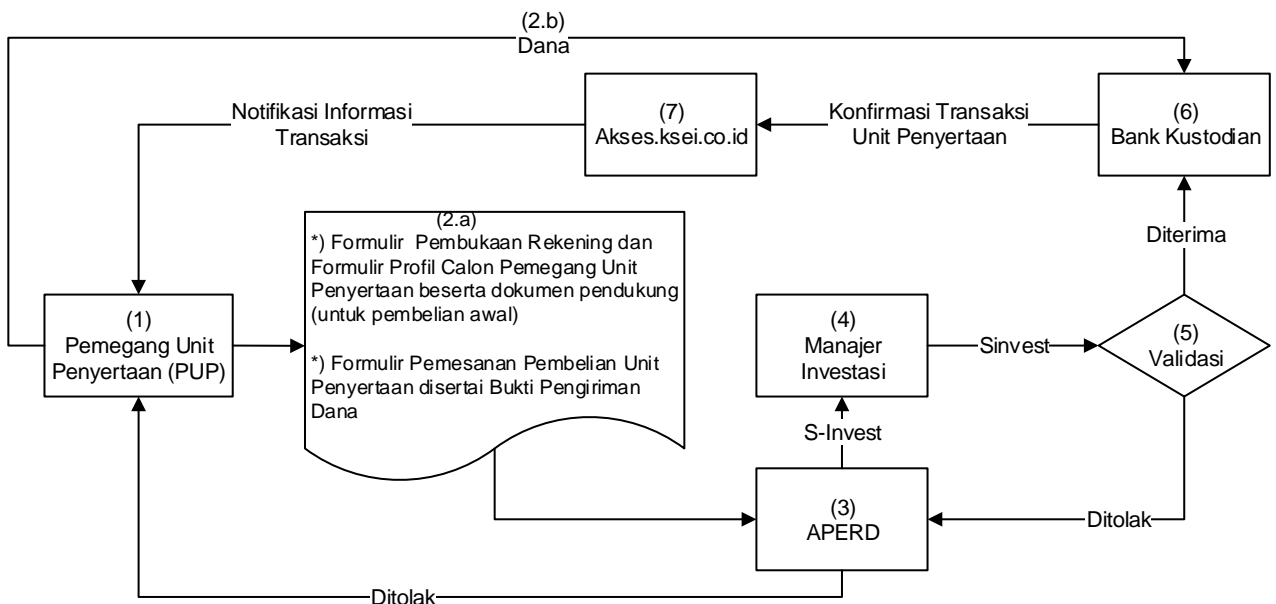 (2.b)
Dana
Notifikasi Informasi
Transaksi
(7)
Akses.ksei.co.id
Konfirmasi Transaksi
Unit Penyertaan
(6)
Bank Kustodian
(2.a)
*) Formulir Pembukaan Rekening dan
Formulir Profil Calon Pemegang Unit
Penyertaan beserta dokumen pendukung
(untuk pembelian awal)
*) Formulir Pemesanan Pembelian Unit
Penyertaan disertai Bukti Pengiriman
Dana
Diterima
(1)
Pemegang Unit
Penyertaan (PUP)
(4)
Manajer
Investasi
Sinvest
(5)
Validasi
S-Invest
(3)
APERD
Ditolak
Ditolak